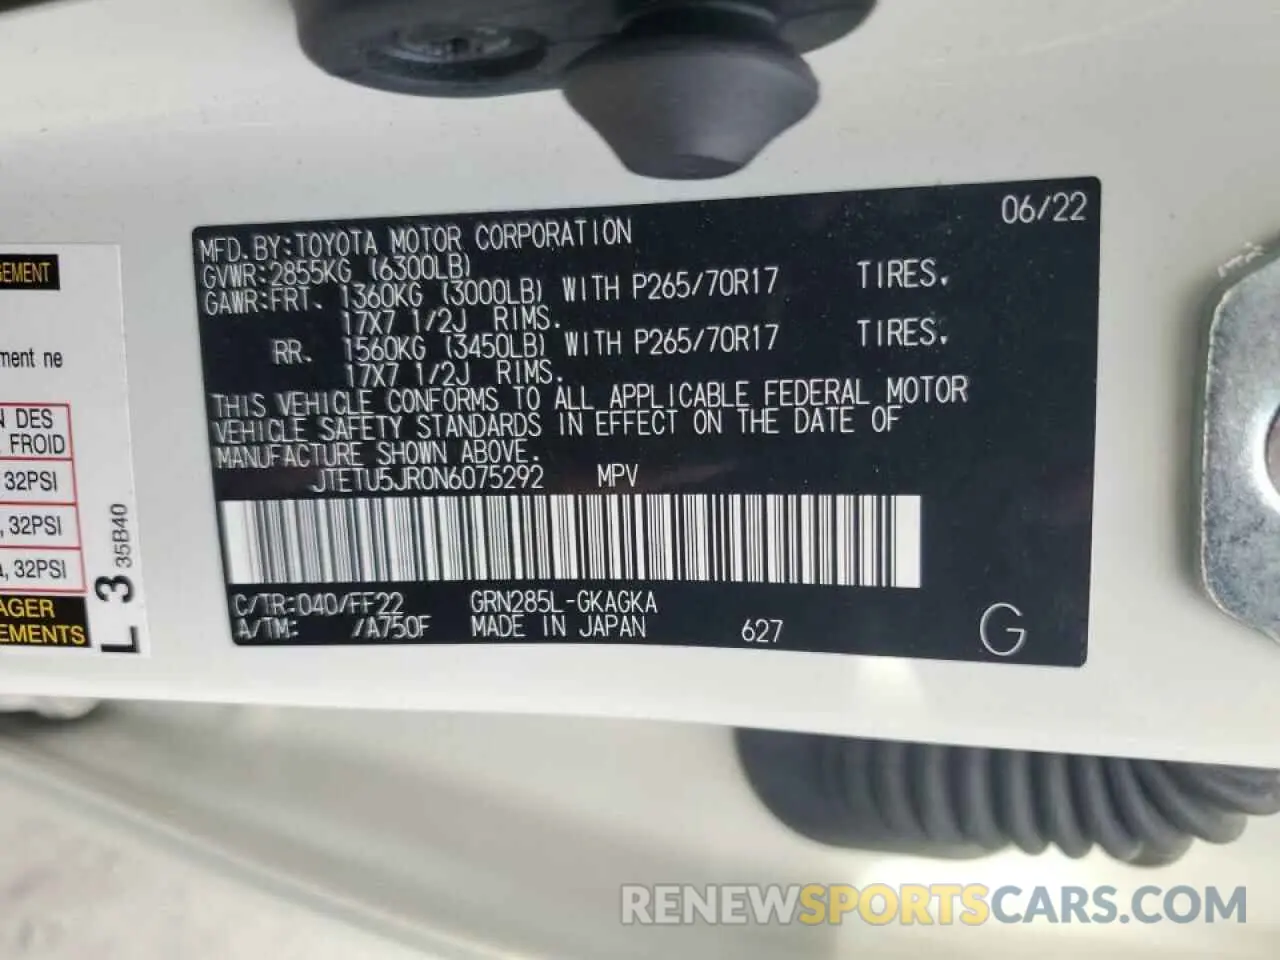 06/22
MFD.BY:TOYOTA MOTOR CORPORATION
GVWR:2855KG (6300LB)
GAWR:FRT. 1360KG (3000LB) WITH P265/70R17 TIRES.
17X7 1/2J RIMS.
RR. 1560KG (3450LB) WITH P265/70R17 TIRES.
17X7 1/2J RIMS.
THIS VEHICLE CONFORMS TO ALL APPLICABLE FEDERAL MOTOR
VEHICLE SAFETY STANDARDS IN EFFECT ON THE DATE OF
MANUFACTURE SHOWN ABOVE.
JTETU5JR0N6075292 MPV
C/TR:040/FF22 GRN285L-GKAGKA
A/TM: /A750F MADE IN JAPAN 627 G
GEMENT
ment ne
N DES
FROID
32PSI
, 32PSI
a, 32PSI
AGER
EMENTS
L 3 35B40
RENEWSPORTSCARS.COM